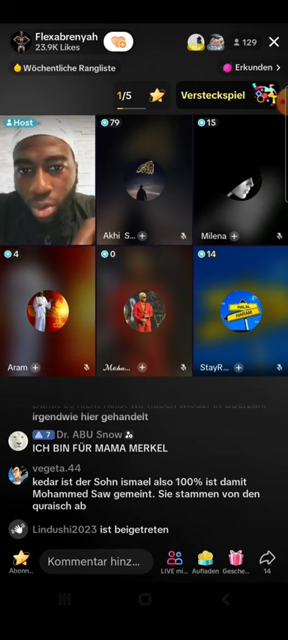 Flexabrenyah
23.9K Likes
129
Wöchentliche Rangliste
Erkunden >
1/5
Versteckspiel
Host
79
15
Akhi S...
Milena
4
0
14
Aram
StayR...
irgendwie hier gehandelt
7 Dr. ABU Snow
ICH BIN FÜR MAMA MERKEL
vegeta.44
kedar ist der Sohn ismael also 100% ist damit
Mohammed Saw gemeint. Sie stammen von den
quraisch ab
Lindushi2023 ist beigetreten
Kommentar hinz...
Abonn...
LIVE mi...
Aufladen
Gesche...
14